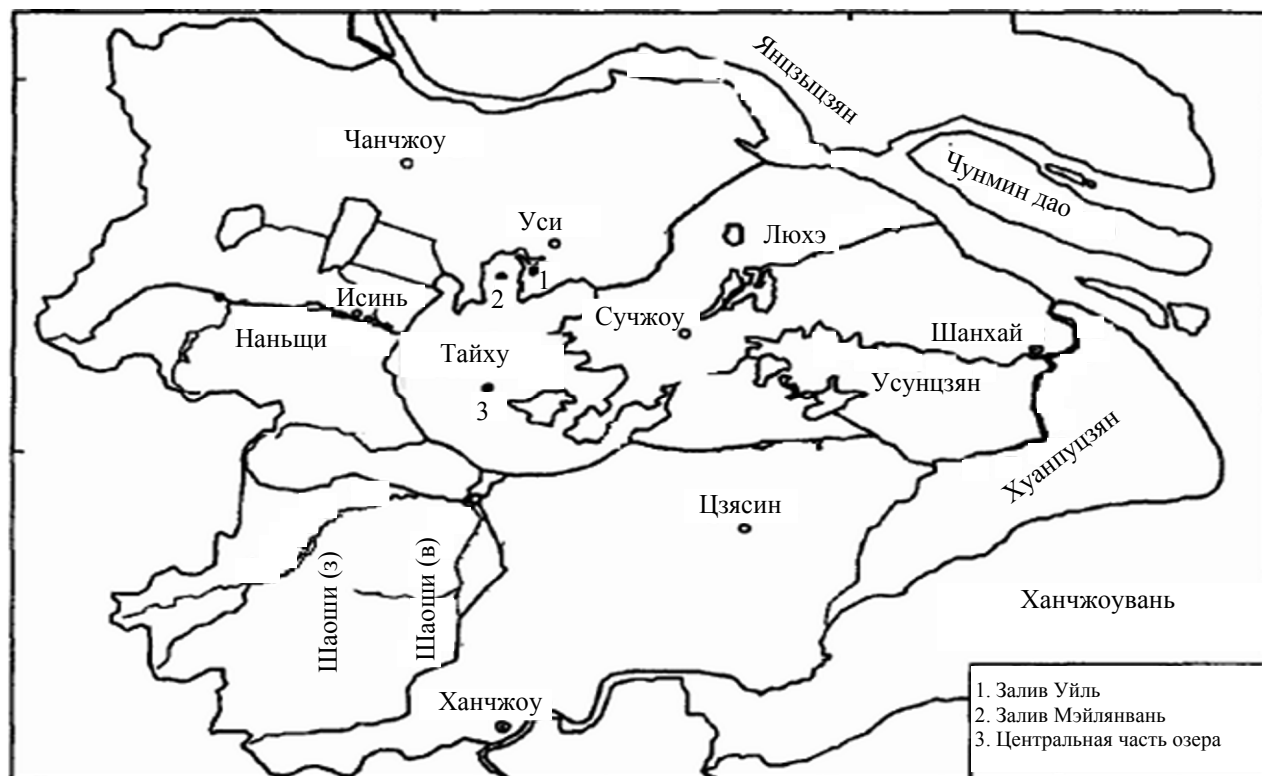 Янцзыцзян
Чанчжоу
Чунмин дао
Уси
Люхэ
1
2
Исинь
Сучжоу
Наньщи
Тайху
Шанхай
Усунцзян
3
Хуанпуцзян
Цзясин
Шаоши (з)
Шаоши (в)
Ханчжоувань
Ханчжоу
1. Залив Уйль
2. Залив Мэйлянвань
3. Центральная часть озера